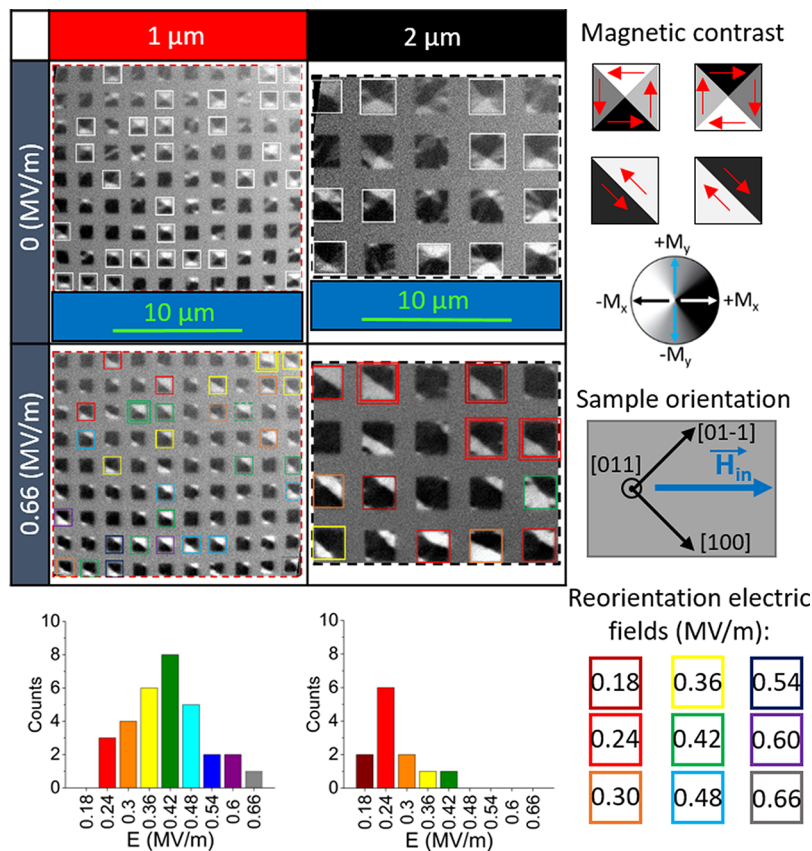 1 μm
2 μm
0 (MV/m)
10 μm
10 μm
0.66 (MV/m)
Magnetic contrast
+My
-Mx
+Mx
-My
Sample orientation
[01-1]
[011]
Hin
[100]
Reorientation electric
fields (MV/m):
0.18
0.36
0.54
0.24
0.42
0.60
0.30
0.48
0.66
10
8
6
4
2
0
Counts
0.18
0.24
0.3
0.36
0.42
0.48
0.54
0.6
0.66
E (MV/m)
10
8
6
4
2
0
Counts
0.18
0.24
0.3
0.36
0.42
0.48
0.54
0.6
0.66
E (MV/m)